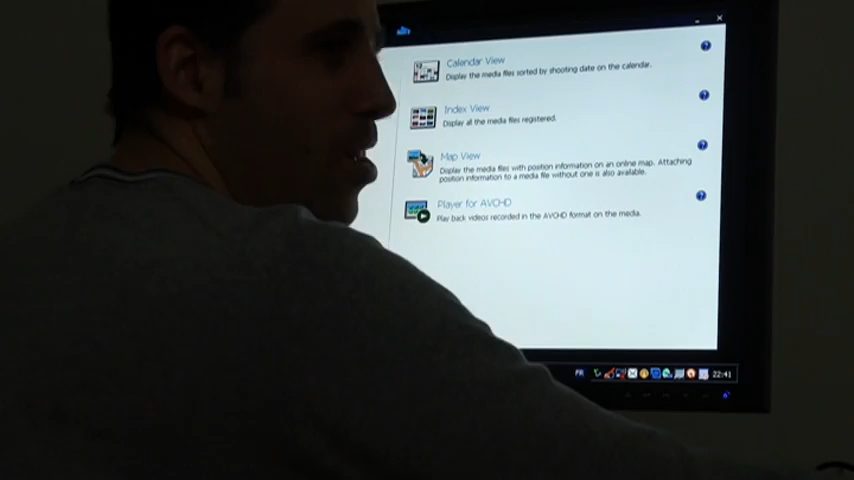 Calendar View
Display the media files sorted by shooting date on the calendar.
Index View
Display all the media files registered.
Map View
Display the media files with position information on an online map. Attaching
position information to a media file without one is also available.
Player for AVCHD
Play back videos recorded in the AVCHD format on the media.
FR 22:41